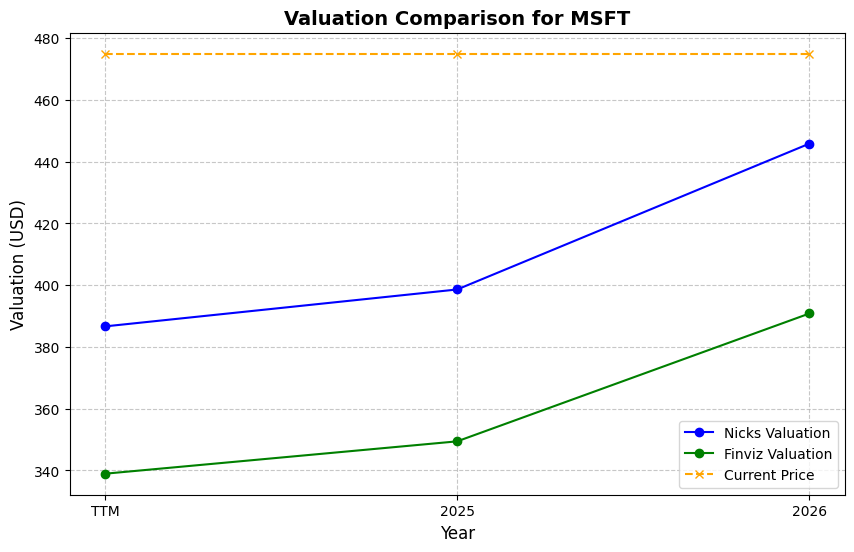 Valuation Comparison for MSFT
Valuation (USD)
480
460
440
420
400
380
360
340
TTM
2025
2026
Year
Nicks Valuation
Finviz Valuation
Current Price